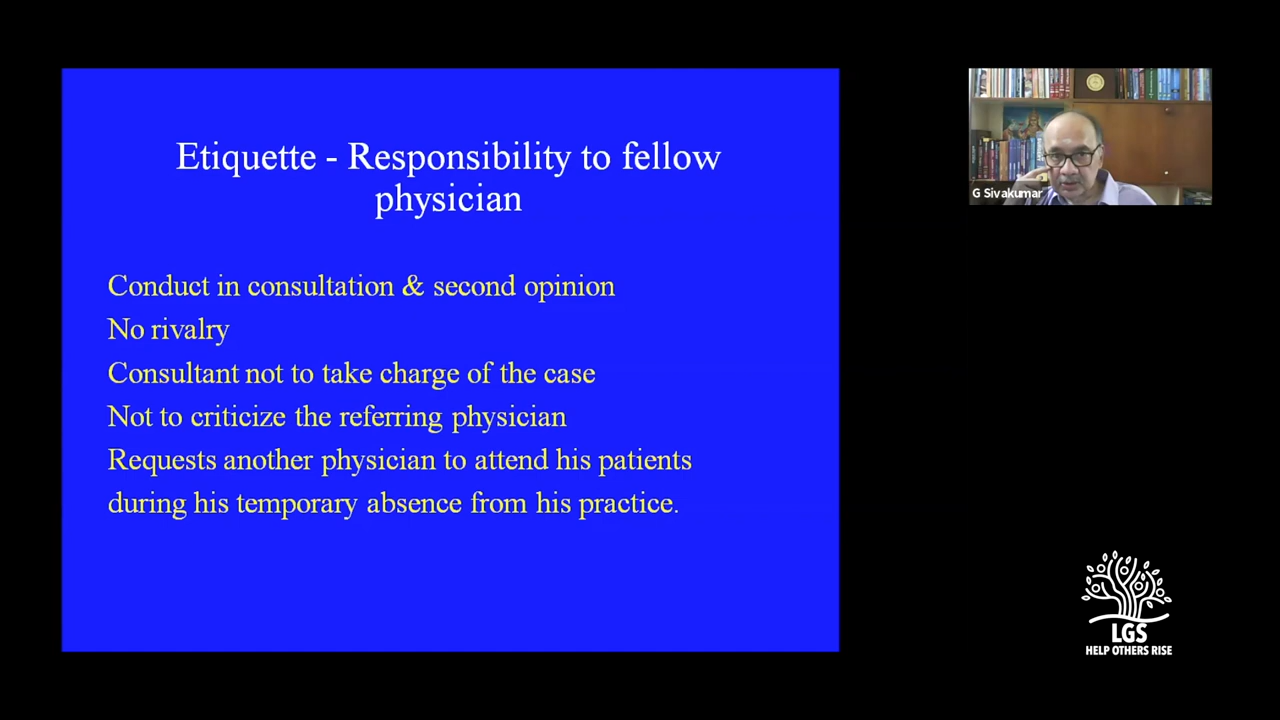 Etiquette - Responsibility to fellow
physician
Conduct in consultation & second opinion
No rivalry
Consultant not to take charge of the case
Not to criticize the referring physician
Requests another physician to attend his patients
during his temporary absence from his practice.
G Sivakumar
LGS
HELP OTHERS RISE